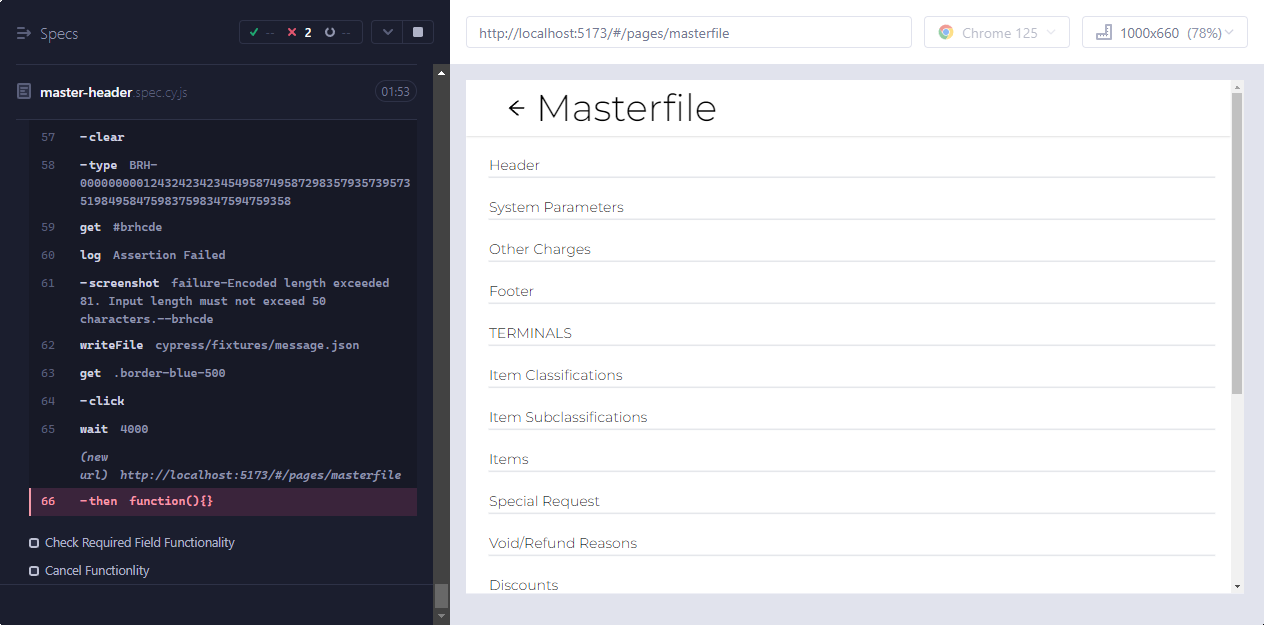 Specs
-- 2 --
master-header.spec.cy.js 01:53
57 -clear
58 -type BRH-
000000000124324234234549587495872983579357395735
198495847598375983475947 59358
59 get #brhcde
60 log Assertion Failed
61 -screenshot failure-Encoded length exceeded
81. Input length must not exceed 50
characters.--brhcde
62 writeFile cypress/fixtures/message.json
63 get .border-blue-500
64 -click
65 wait 4000
(new
url) http://localhost:5173/#/pages/masterfile
66 -then function(){}
Check Required Field Functionality
Cancel Functionlity
http://localhost:5173/#/pages/masterfile
Chrome 125
1000x660 (78%)
Masterfile
Header
System Parameters
Other Charges
Footer
TERMINALS
Item Classifications
Item Subclassifications
Items
Special Request
Void/Refund Reasons
Discounts